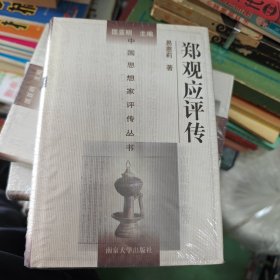 郑观应评传
易惠莉 著
匡亚明 主编
中国思想家评传丛书
南京大学出版社